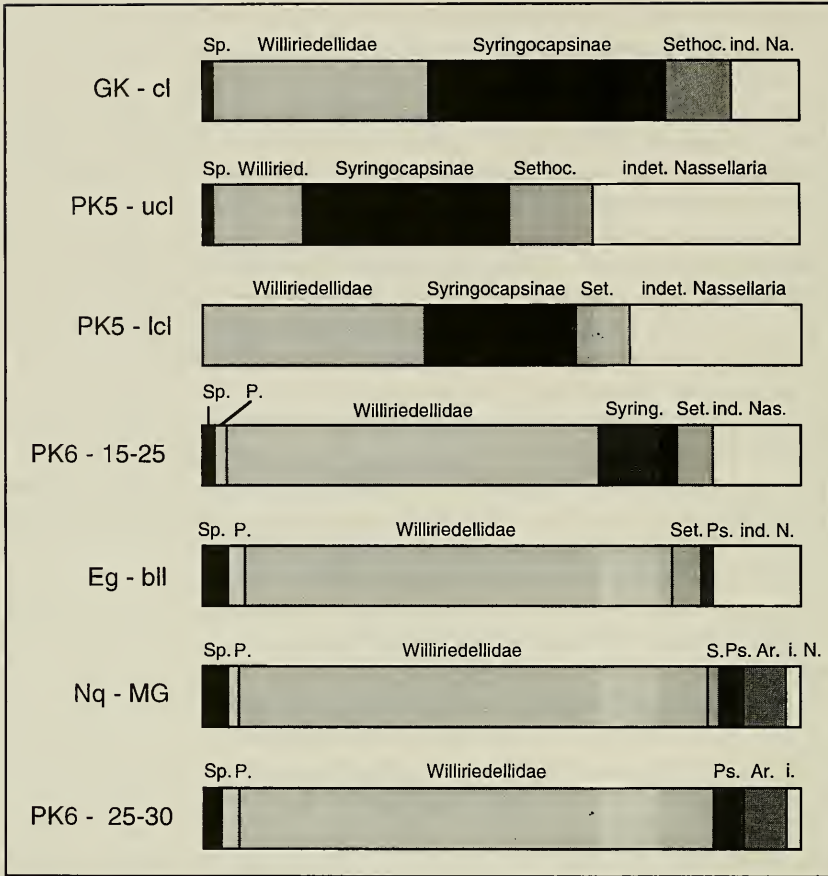 Sp. Williriedellidae Syringocapsinae Sethoc. ind. Na.
GK - cl
Sp. Williried. Syringocapsinae Sethoc. indet. Nassellaria
PK5 - ucl
Williriedellidae Syringocapsinae Set. indet. Nassellaria
PK5 - lcl
Sp. P. Williriedellidae Syring. Set. ind. Nas.
PK6 - 15-25
Sp. P. Williriedellidae Set. Ps. ind. N.
Eg - bll
Sp. P. Williriedellidae S. Ps. Ar. i. N.
Nq - MG
Sp. P. Williriedellidae Ps. Ar. i.
PK6 - 25-30